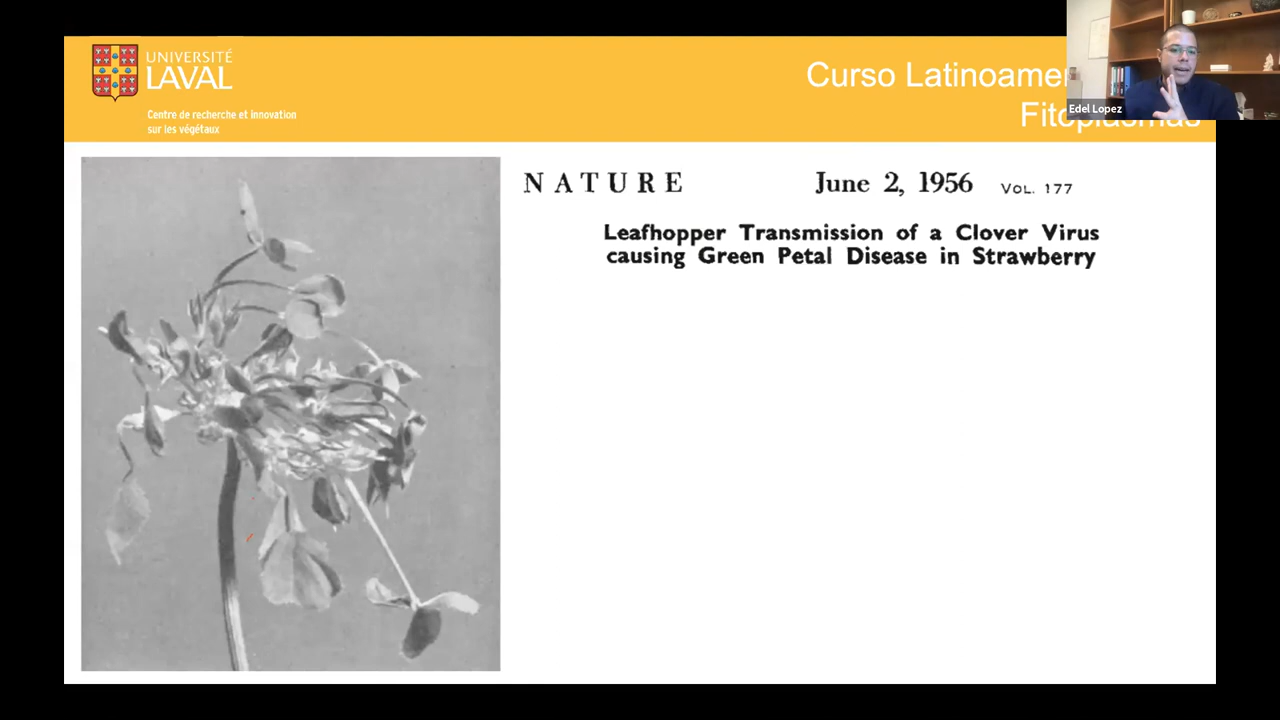 UNIVERSITÉ
LAVAL
Centre de recherche et innovation
sur les végétaux
Curso Latinoamer
Fitoplasmas
Edel Lopez
NATURE June 2, 1956 VOL. 177
Leafhopper Transmission of a Clover Virus
causing Green Petal Disease in Strawberry